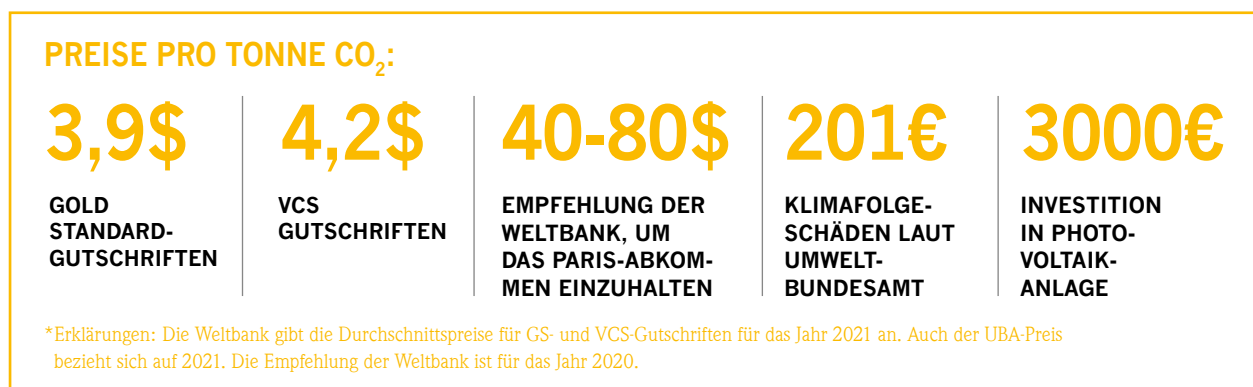 PREISE PRO TONNE CO₂:
3,9$
GOLD
STANDARD-
GUTSCHRIFTEN
4,2$
VCS
GUTSCHRIFTEN
40-80$
EMPFEHLUNG DER
WELTBANK, UM
DAS PARIS-ABKOM-
MEN EINZUHALTEN
201€
KLIMAFOLGE-
SCHÄDEN LAUT
UMWELT-
BUNDESAMT
3000€
INVESTITION
IN PHOTO-
VOLTAIK-
ANLAGE
*Erklärungen: Die Weltbank gibt die Durchschnittspreise für GS- und VCS-Gutschriften für das Jahr 2021 an. Auch der UBA-Preis
bezieht sich auf 2021. Die Empfehlung der Weltbank ist für das Jahr 2020.